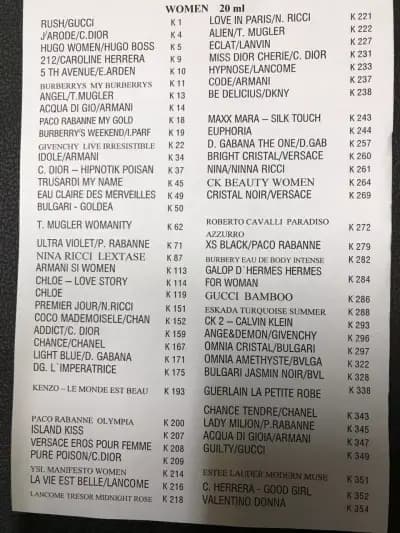 WOMEN 20 ml
RUSH/GUCCI K 1
J'ARODE/C.DIOR K 4
HUGO WOMEN/HUGO BOSS K 5
212/CAROLINE HERRERA K 9
5 TH AVENUE/E.ARDEN K 10
BURBERRYS MY BURBERRYS K 11
ANGEL/T.MUGLER K 13
ACQUA DI GIO/ARMANI K 14
PACO RABANNE MY GOLD K 18
BURBERRY'S WEEKEND/I.PARF K 19
GIVENCHY LIVE IRRESISTIBLE K 22
IDOLE/ARMANI K 34
C. DIOR – HIPNOTIK POISAN K 37
TRUSARDI MY NAME K 45
EAU CLAIRE DES MERVEILLES K 49
BULGARI - GOLDEA K 50
T. MUGLER WOMANITY K 62
ULTRA VIOLET/P. RABANNE K 71
NINA RICCI LEXTASE K 87
ARMANI SI WOMEN K 113
CHLOE – LOVE STORY K 114
CHLOE K 119
PREMIER JOUR/N.RICCI K 151
COCO MADEMOISELE/CHAN K 152
ADDICT/C. DIOR K 159
CHANCE/CHANEL K 167
LIGHT BLUE/D. GABANA K 171
DG. L`IMPERATRICE K 175
KENZO – LE MONDE EST BEAU K 193
PACO RABANNE OLYMPIA K 200
ISLAND KISS K 207
VERSACE EROS POUR FEMME K 208
PURE POISON/C.DIOR K 209
YSL MANIFESTO WOMEN K 214
LA VIE EST BELLE/LANCOME K 216
LANCOME TRESOR MIDNIGHT ROSE K 218
LOVE IN PARIS/N. RICCI K 221
ALIEN/T. MUGLER K 222
ECLAT/LANVIN K 227
MISS DIOR CHERIE/C. DIOR K 231
HYPNOSE/LANCOME K 233
CODE/ARMANI K 237
BE DELICIUS/DKNY K 238
MAXX MARA – SILK TOUCH K 243
EUPHORIA K 244
D. GABANA THE ONE/D.GAB K 257
BRIGHT CRISTAL/VERSACE K 260
NINA/NINNA RICCI K 261
CK BEAUTY WOMEN K 264
CRISTAL NOIR/VERSACE K 269
ROBERTO CAVALLI PARADISO
AZZURRO K 272
XS BLACK/PACO RABANNE K 279
BURBERY EAU DE BODY INTENSE K 282
GALOP D`HERMES HERMES
FOR WOMAN K 284
GUCCI BAMBOO K 286
ESKADA TURQUOISE SUMMER K 288
CK 2 – CALVIN KLEIN K 293
ANGE&DEMON/GIVENCHY K 296
OMNIA CRISTAL/BULGARI K 297
OMNIA AMETHYSTE/BVLGA K 322
BULGARI JASMIN NOIR/BVL K 328
GUERLAIN LA PETITE ROBE K 338
CHANCE TENDRE/CHANEL K 343
LADY MILJON/P.RABANNE K 345
ACQUA DI GIOIA/ARMANI K 347
GUILTY/GUCCI K 349
ESTEE LAUDER MODERN MUSE K 351
C. HERRERA - GOOD GIRL K 352
VALENTINO DONNA K 354